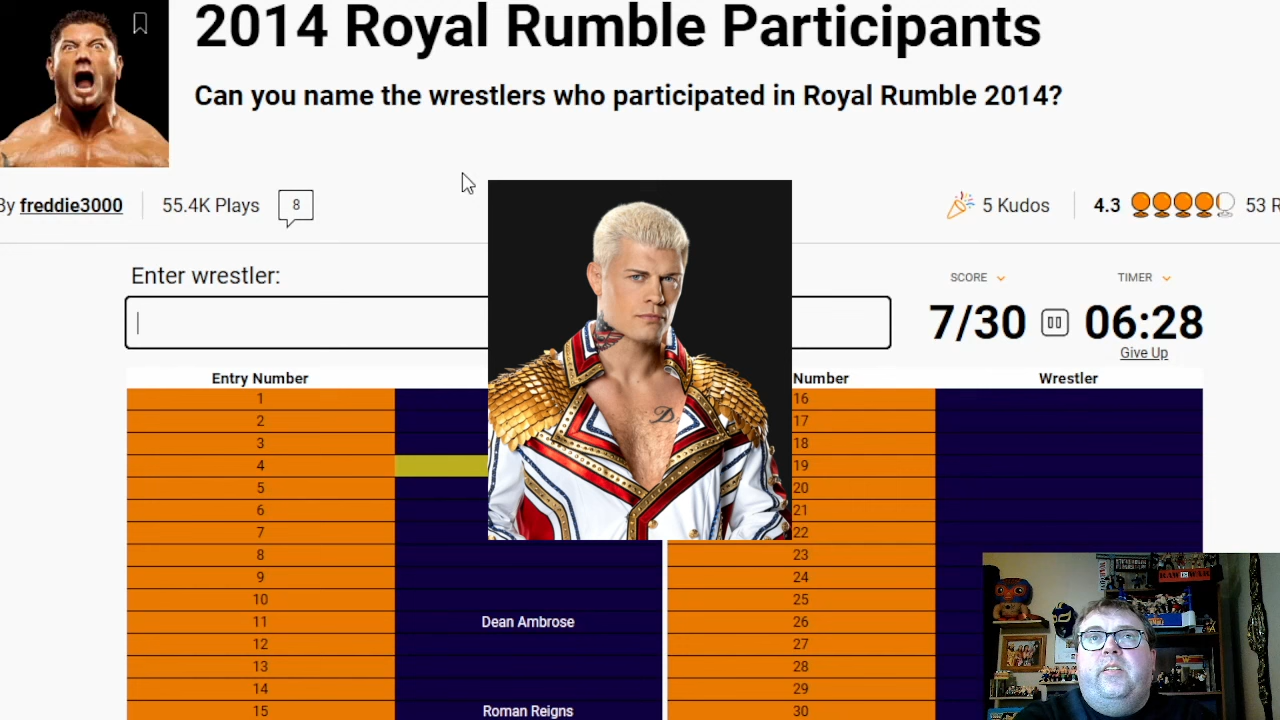 2014 Royal Rumble Participants
Can you name the wrestlers who participated in Royal Rumble 2014?
By freddie3000
55.4K Plays
8
5 Kudos
4.3
53 R
Enter wrestler:
SCORE
TIMER
7/30
06:28
Give Up
Entry Number
Number
Wrestler
1
16
2
17
3
18
4
19
5
20
6
21
7
22
8
23
9
24
10
25
11
Dean Ambrose
26
12
27
13
28
14
29
15
Roman Reigns
30
D